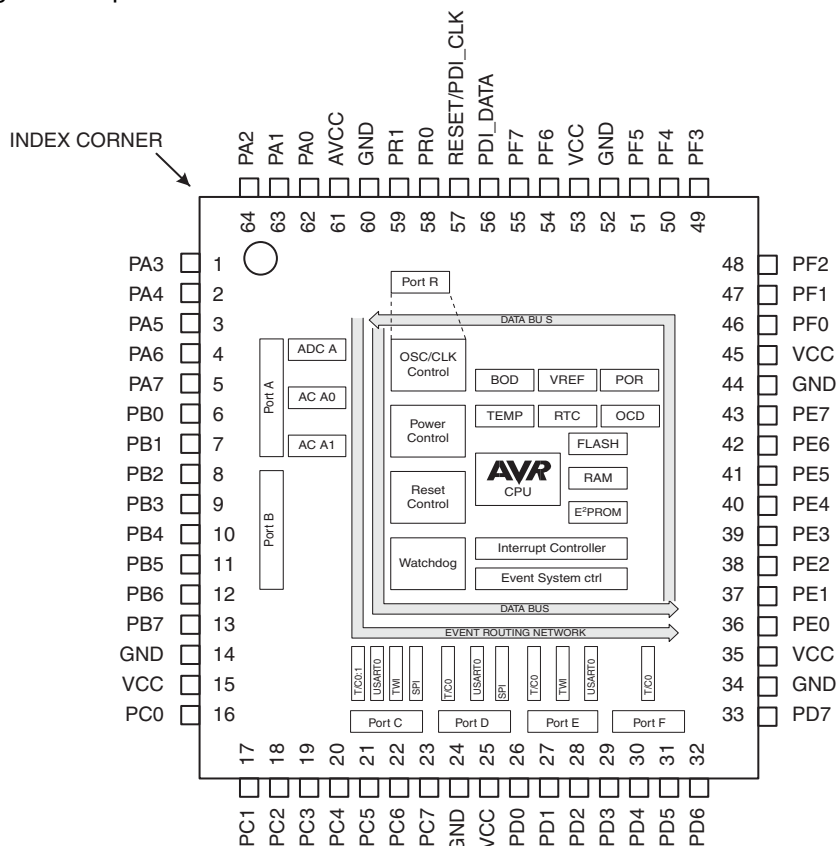 INDEX CORNER
PA2
PA1
PA0
AVCC
GND
PR1
PR0
RESET/PDI_CLK
PDI_DATA
PF7
PF6
VCC
GND
PF5
PF4
PF3
64
63
62
61
60
59
58
57
56
55
54
53
52
51
50
49
PA3 1
PA4 2
PA5 3
PA6 4
PA7 5
PB0 6
PB1 7
PB2 8
PB3 9
PB4 10
PB5 11
PB6 12
PB7 13
GND 14
VCC 15
PC0 16
48 PF2
47 PF1
46 PF0
45 VCC
44 GND
43 PE7
42 PE6
41 PE5
40 PE4
39 PE3
38 PE2
37 PE1
36 PE0
35 VCC
34 GND
33 PD7
Port R
DATA BU S
Port A
ADC A
AC A0
AC A1
Port B
OSC/CLK
Control
Power
Control
Reset
Control
Watchdog
BOD
VREF
POR
TEMP
RTC
OCD
FLASH
AVR
CPU
RAM
E²PROM
Interrupt Controller
Event System ctrl
DATA BUS
EVENT ROUTING NETWORK
T/C0:1
USART0
TWI
SPI
T/C0
USART0
SPI
T/C0
TWI
USART0
T/C0
Port C
Port D
Port E
Port F
17
18
19
20
21
22
23
24
25
26
27
28
29
30
31
32
PC1
PC2
PC3
PC4
PC5
PC6
PC7
GND
VCC
PD0
PD1
PD2
PD3
PD4
PD5
PD6